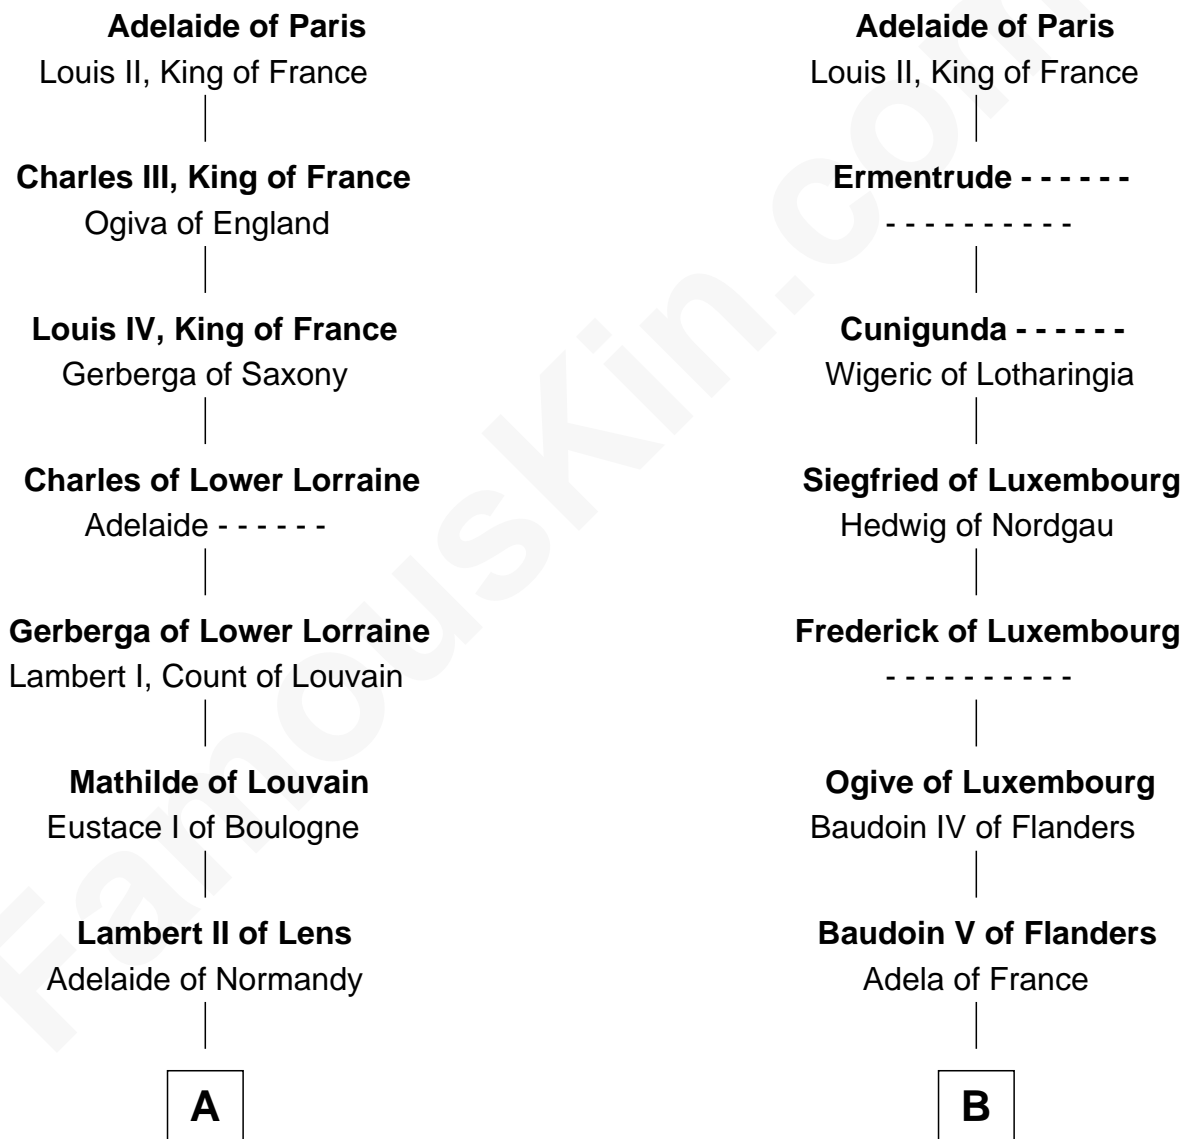 Adelaide of Paris
Louis II, King of France
Charles III, King of France
Ogiva of England
Louis IV, King of France
Gerberga of Saxony
Charles of Lower Lorraine
Adelaide - - - - - -
Gerberga of Lower Lorraine
Lambert I, Count of Louvain
Mathilde of Louvain
Eustace I of Boulogne
Lambert II of Lens
Adelaide of Normandy
A
Adelaide of Paris
Louis II, King of France
Ermentrude - - - - - -
- - - - - - - - - -
Cunigunda - - - - - -
Wigeric of Lotharingia
Siegfried of Luxembourg
Hedwig of Nordgau
Frederick of Luxembourg
- - - - - - - - - -
Ogive of Luxembourg
Baudoin IV of Flanders
Baudoin V of Flanders
Adela of France
B
FamousKin.com